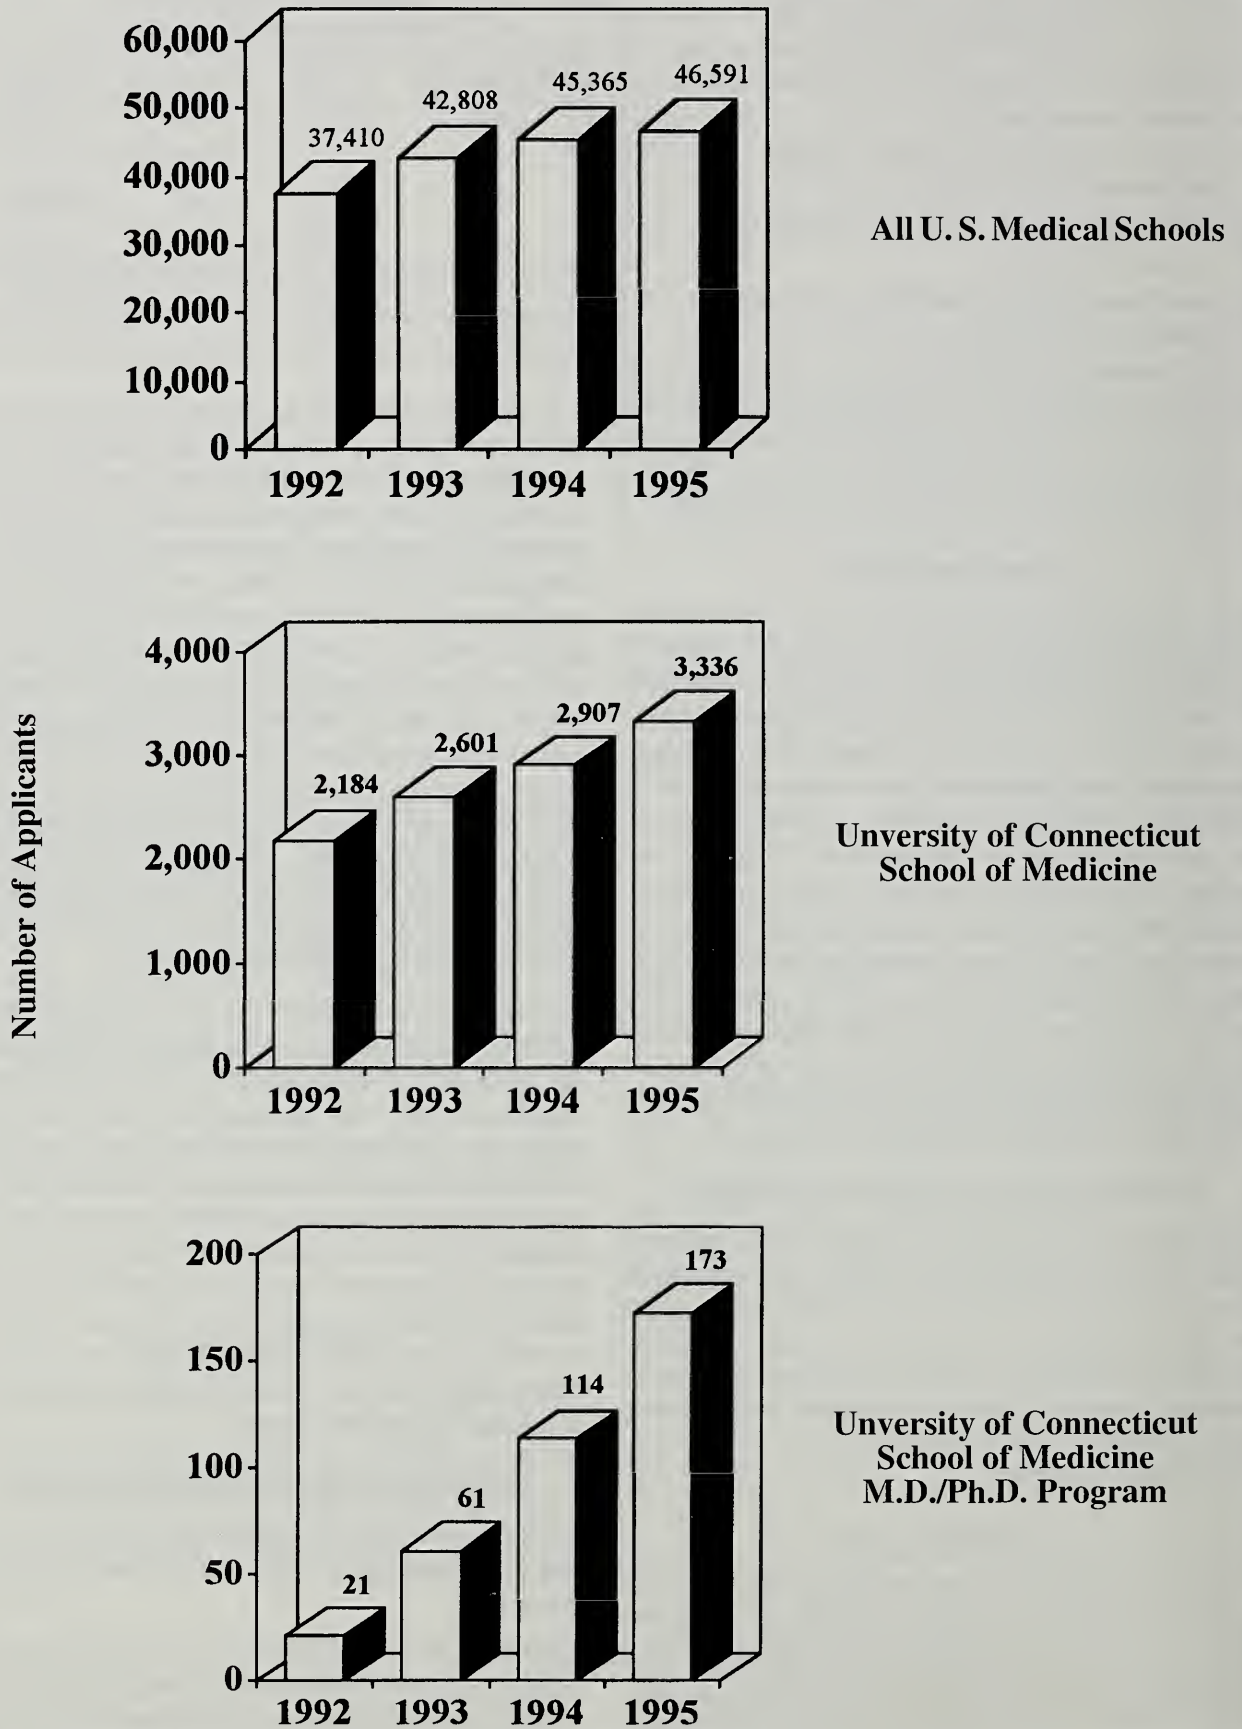 60,000
50,000
40,000
30,000
20,000
10,000
0
37,410
42,808
45,365
46,591
1992 1993 1994 1995
All U. S. Medical Schools
Number of Applicants
4,000
3,000
2,000
1,000
0
2,184
2,601
2,907
3,336
1992 1993 1994 1995
Unversity of Connecticut
School of Medicine
200
150
100
50
0
21
61
114
173
1992 1993 1994 1995
Unversity of Connecticut
School of Medicine
M.D./Ph.D. Program